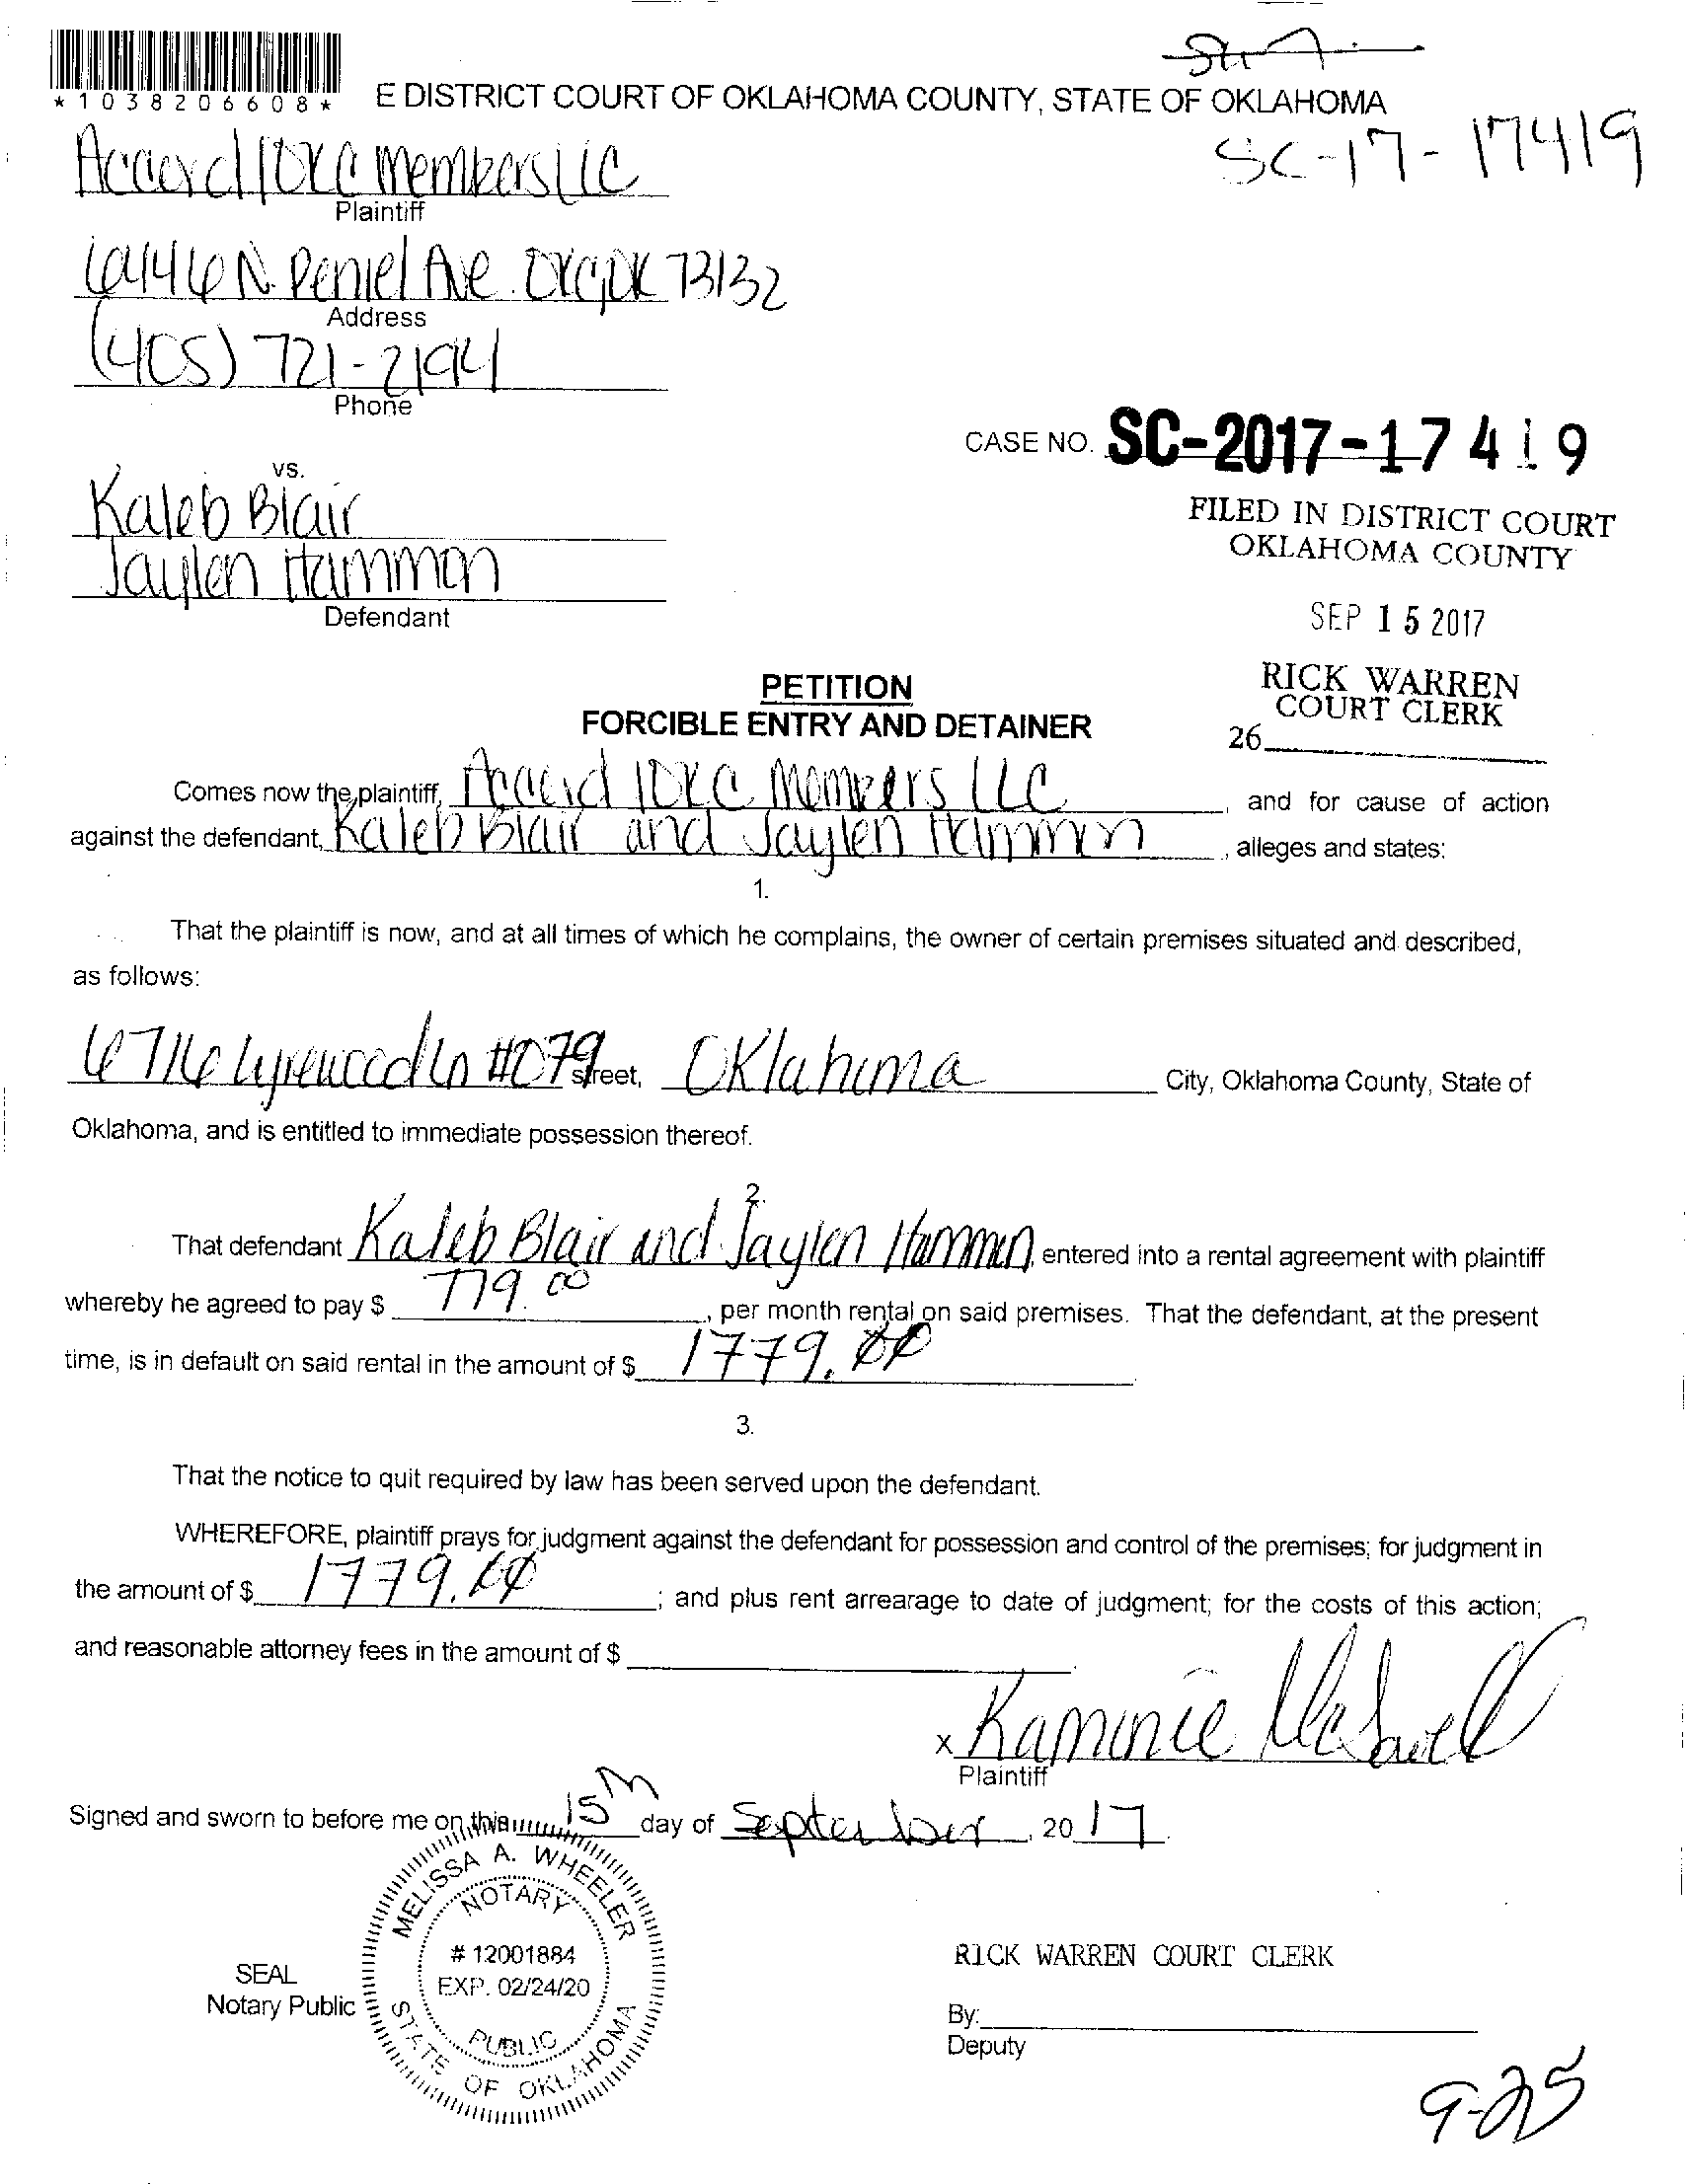 *1038206608*
E DISTRICT COURT OF OKLAHOMA COUNTY, STATE OF OKLAHOMA
SC-17-17419
Accord/OKC Members LLC
Plaintiff
6446 N. Peniel Ave. OKC, OK 73132
Address
(405) 721-2194
Phone
CASE NO. SC-2017-17419
vs.
FILED IN DISTRICT COURT
OKLAHOMA COUNTY
Kaleb Blair
Jaylen Hammon
Defendant
SEP 15 2017
RICK WARREN
COURT CLERK
26
PETITION
FORCIBLE ENTRY AND DETAINER
Comes now the plaintiff, Accord/OKC Members LLC, and for cause of action
against the defendant, Kaleb Blair and Jaylen Hammon, alleges and states:
1.
That the plaintiff is now, and at all times of which he complains, the owner of certain premises situated and described,
as follows:
6716 Lyrewood Ln #079 street, Oklahoma City, Oklahoma County, State of
Oklahoma, and is entitled to immediate possession thereof.
2.
That defendant Kaleb Blair and Jaylen Hammon, entered into a rental agreement with plaintiff
whereby he agreed to pay $ 779.00, per month rental on said premises. That the defendant, at the present
time, is in default on said rental in the amount of $ 1779.00
3.
That the notice to quit required by law has been served upon the defendant.
WHEREFORE, plaintiff prays for judgment against the defendant for possession and control of the premises; for judgment in
the amount of $ 1779.00; and plus rent arrearage to date of judgment; for the costs of this action;
and reasonable attorney fees in the amount of $
x Kammie
Plaintiff
Signed and sworn to before me on this 15th day of September, 2017
MELISSA A. WHEELER
NOTARY
# 12001884
EXP. 02/24/20
PUBLIC
STATE OF OKLAHOMA
SEAL
Notary Public
RICK WARREN COURT CLERK
By:
Deputy
9-25